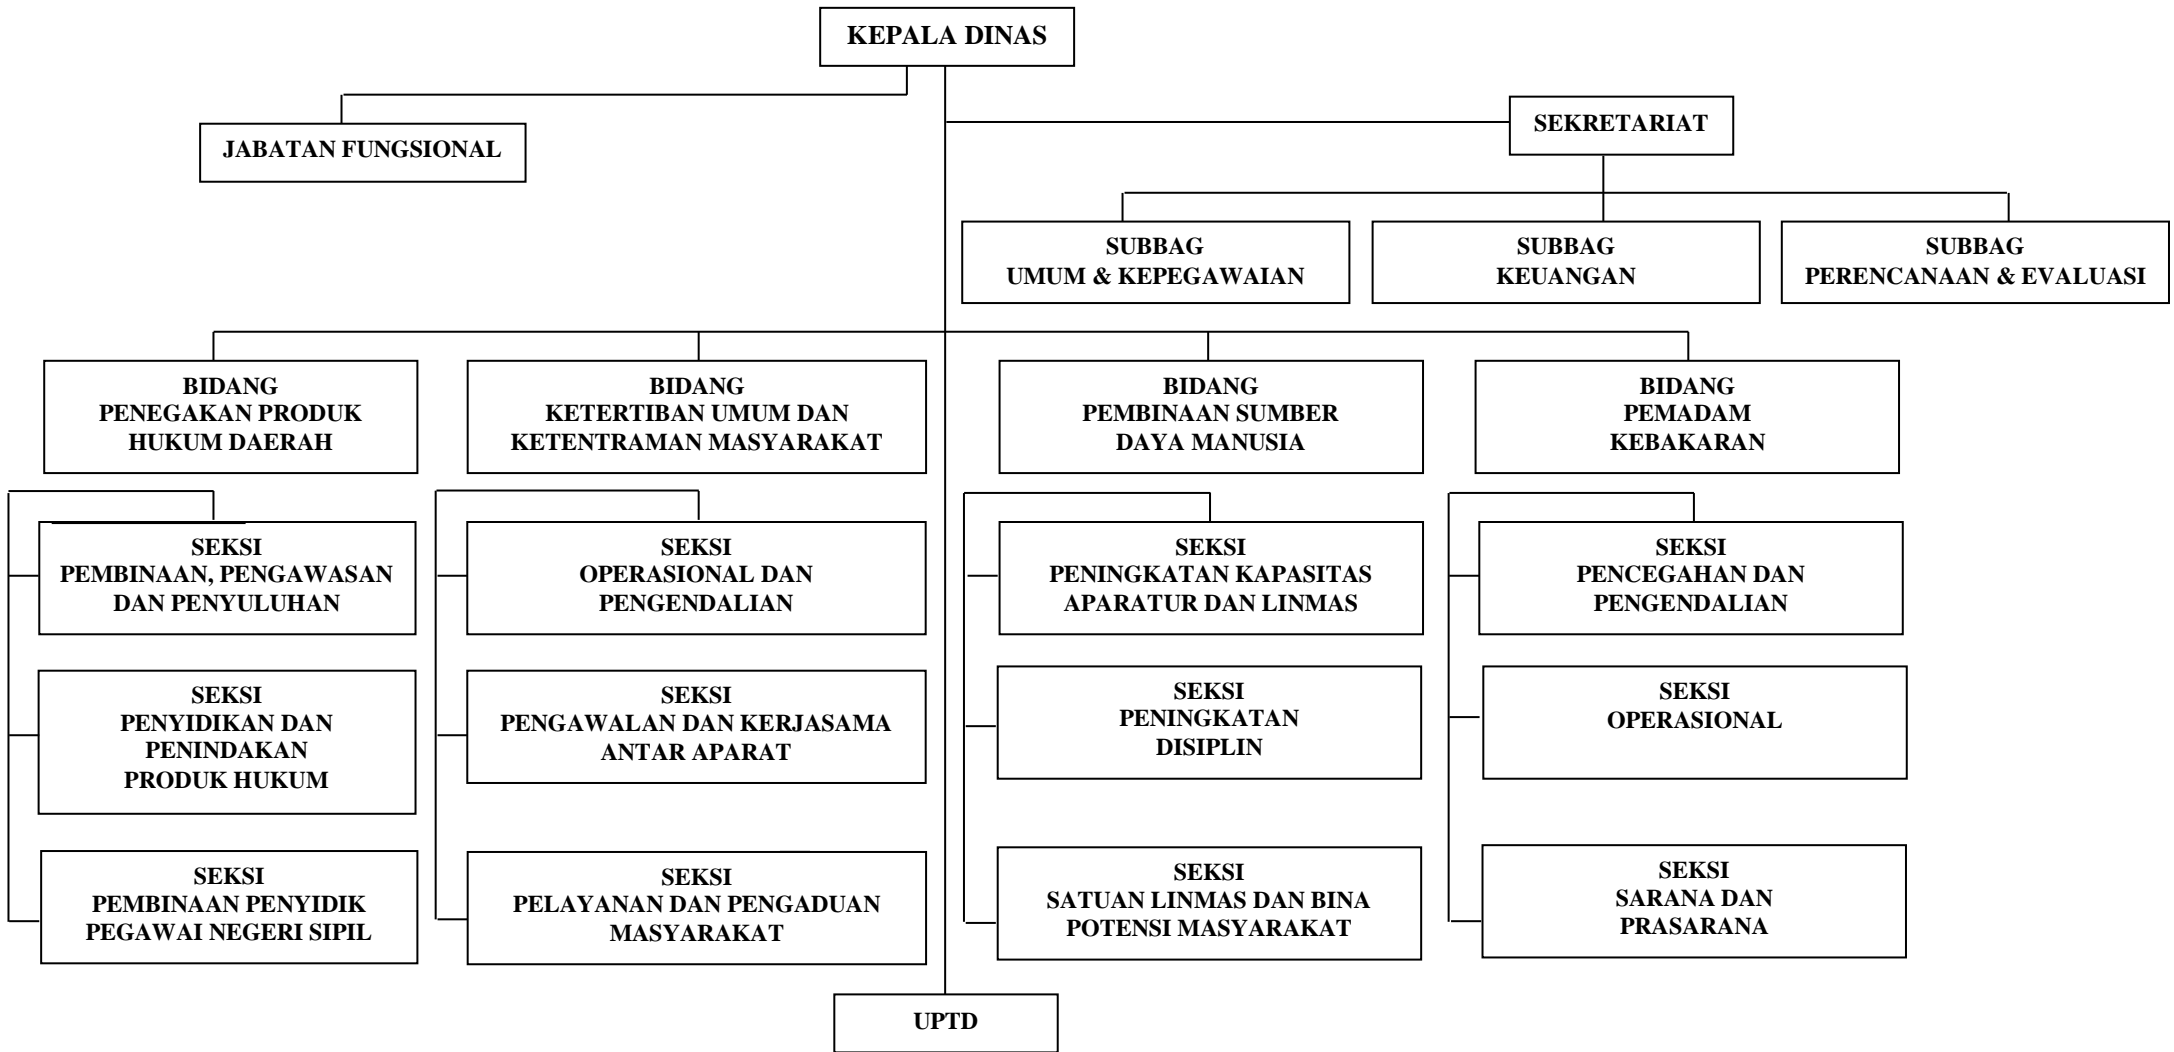 KEPALA DINAS
SEKRETARIAT
JABATAN FUNGSIONAL
SUBBAG
UMUM & KEPEGAWAIAN
SUBBAG
KEUANGAN
SUBBAG
PERENCANAAN & EVALUASI
BIDANG
PENEGAKAN PRODUK
HUKUM DAERAH
BIDANG
KETERTIBAN UMUM DAN
KETENTRAMAN MASYARAKAT
BIDANG
PEMBINAAN SUMBER
DAYA MANUSIA
BIDANG
PEMADAM
KEBAKARAN
SEKSI
PEMBINAAN, PENGAWASAN
DAN PENYULUHAN
SEKSI
OPERASIONAL DAN
PENGENDALIAN
SEKSI
PENINGKATAN KAPASITAS
APARATUR DAN LINMAS
SEKSI
PENCEGAHAN DAN
PENGENDALIAN
SEKSI
PENYIDIKAN DAN
PENINDAKAN
PRODUK HUKUM
SEKSI
PENGAWALAN DAN KERJASAMA
ANTAR APARAT
SEKSI
PENINGKATAN
DISIPLIN
SEKSI
OPERASIONAL
SEKSI
PEMBINAAN PENYIDIK
PEGAWAI NEGERI SIPIL
SEKSI
PELAYANAN DAN PENGADUAN
MASYARAKAT
SEKSI
SATUAN LINMAS DAN BINA
POTENSI MASYARAKAT
SEKSI
SARANA DAN
PRASARANA
UPTD